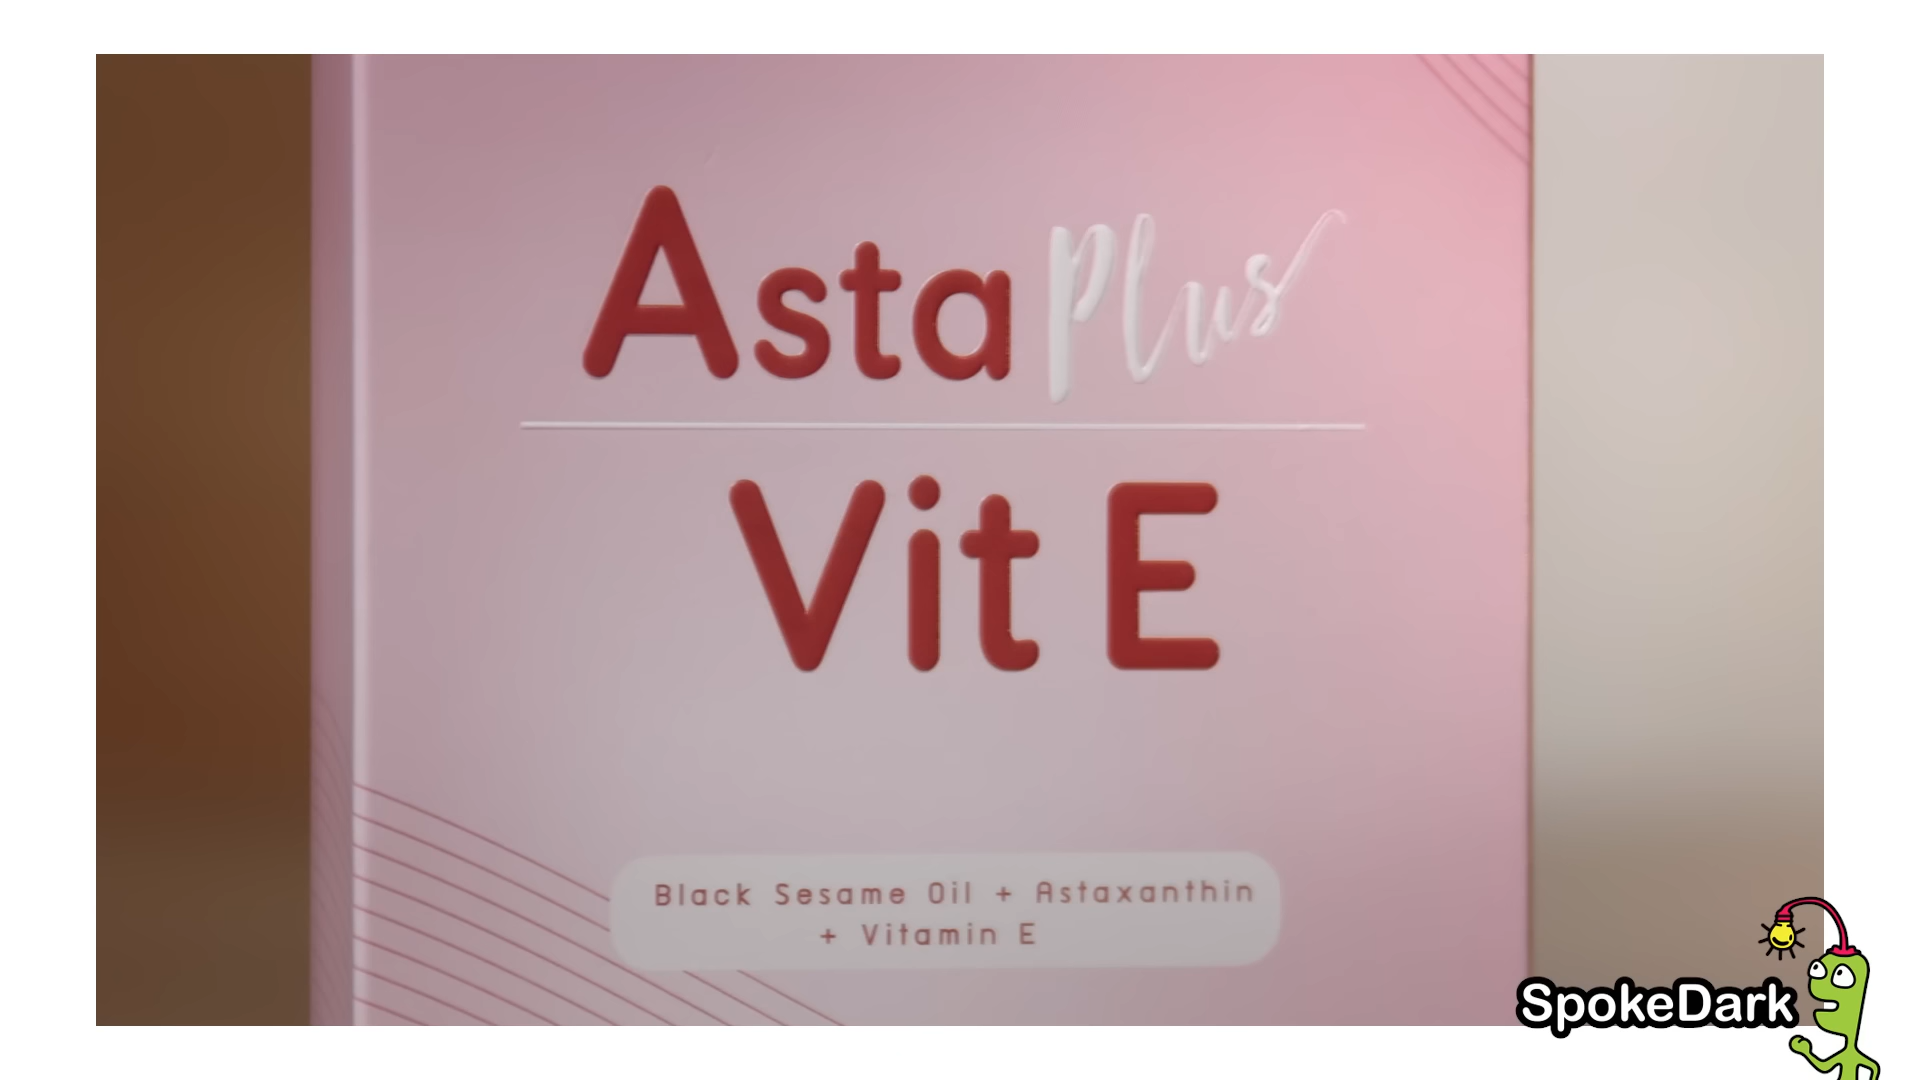 Asta Plus
Vit E
Black Sesame Oil + Astaxanthin
+ Vitamin E
SpokeDark